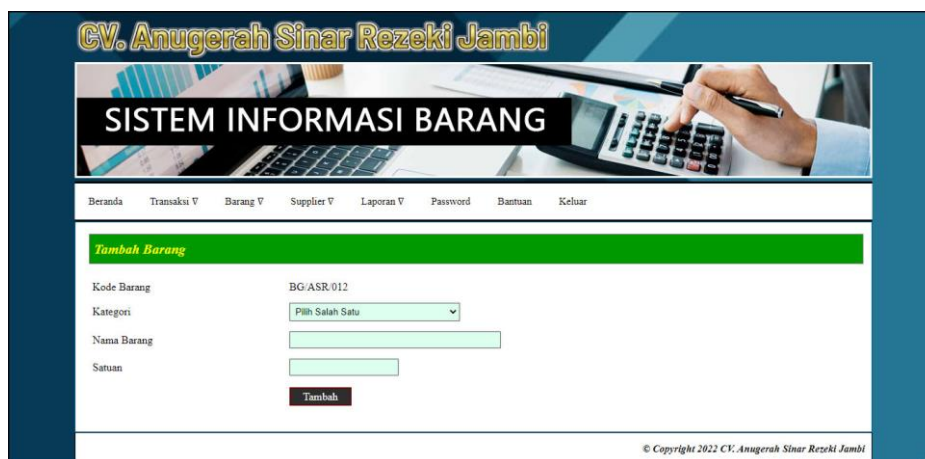 CV. Anugerah Sinar Rezeki Jambi
SISTEM INFORMASI BARANG
Beranda Transaksi ∇ Barang ∇ Supplier ∇ Laporan ∇ Password Bantuan Keluar
Tambah Barang
Kode Barang BG/ASR/012
Kategori Pilih Salah Satu
Nama Barang
Satuan
Tambah
© Copyright 2022 CV. Anugerah Sinar Rezeki Jambi